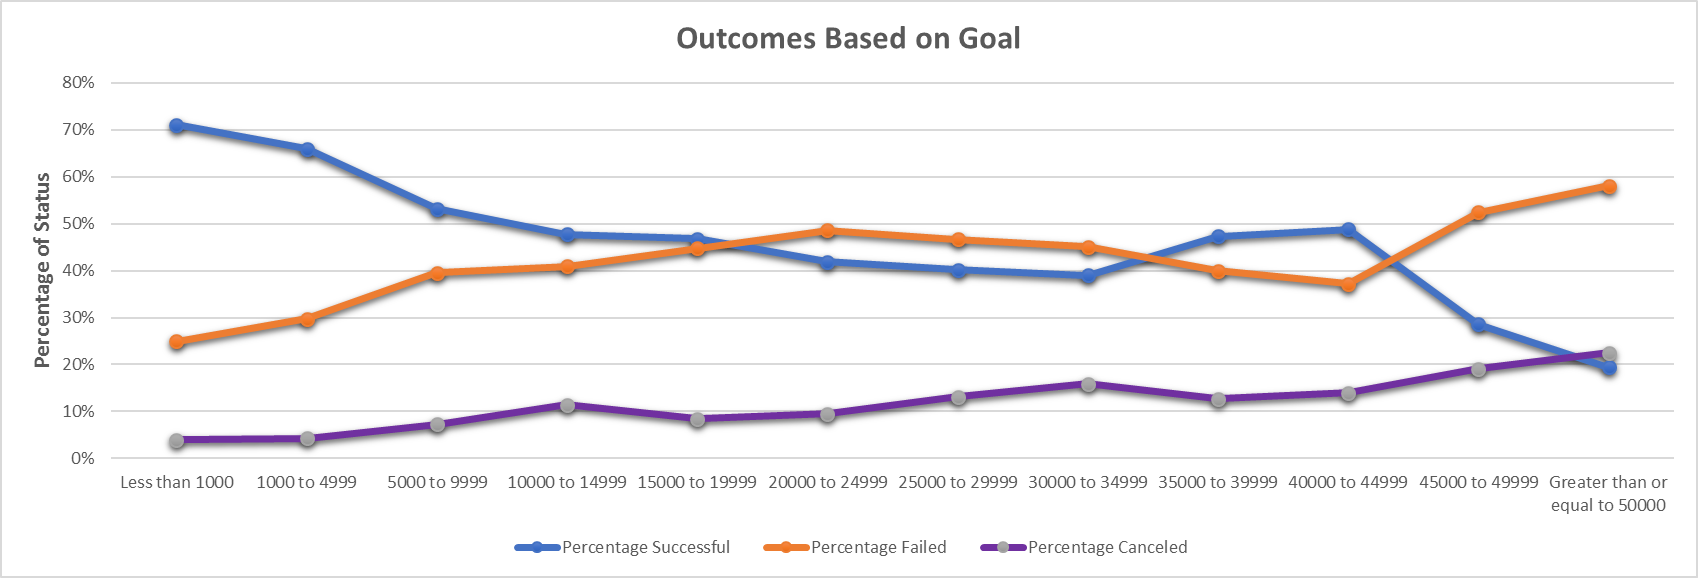 Outcomes Based on Goal
Percentage of Status
80%
70%
60%
50%
40%
30%
20%
10%
0%
Less than 1000
1000 to 4999
5000 to 9999
10000 to 14999
15000 to 19999
20000 to 24999
25000 to 29999
30000 to 34999
35000 to 39999
40000 to 44999
45000 to 49999
Greater than or
equal to 50000
Percentage Successful
Percentage Failed
Percentage Canceled